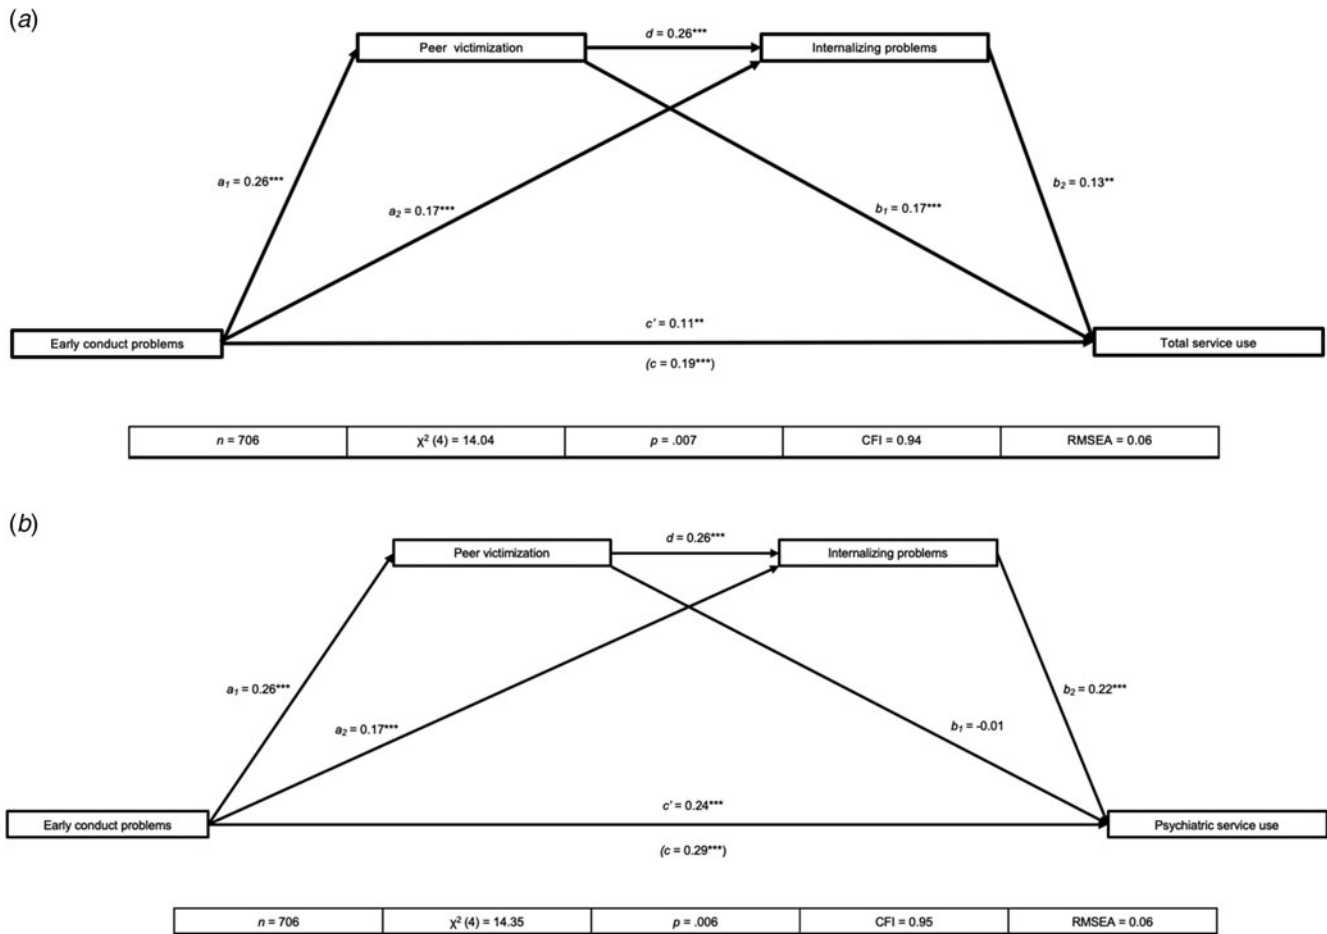 (a)
Peer victimization
d = 0.26***
Internalizing problems
a₁ = 0.26***
a₂ = 0.17***
b₁ = 0.17***
b₂ = 0.13**
Early conduct problems
c' = 0.11**
(c = 0.19***)
Total service use
n = 706
χ² (4) = 14.04
p = .007
CFI = 0.94
RMSEA = 0.06
(b)
Peer victimization
d = 0.26***
Internalizing problems
a₁ = 0.26***
a₂ = 0.17***
b₁ = -0.01
b₂ = 0.22***
Early conduct problems
c' = 0.24***
(c = 0.29***)
Psychiatric service use
n = 706
χ² (4) = 14.35
p = .006
CFI = 0.95
RMSEA = 0.06